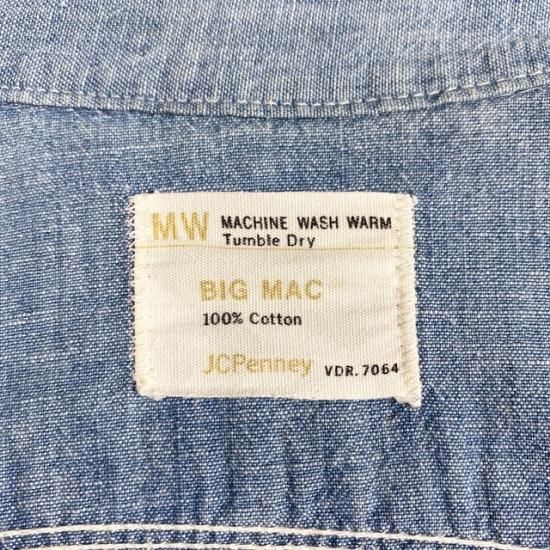 MW MACHINE WASH WARM
Tumble Dry
BIG MAC
100% Cotton
JCPenney VDR. 7064